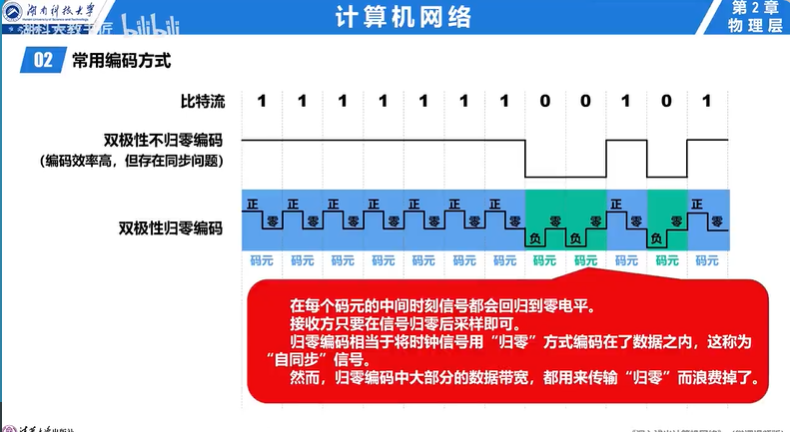 湖南科技大学
计算机网络
第2章
物理层
湖科大教书匠 bilibili
02 常用编码方式
比特流 1 1 1 1 1 1 1 0 0 1 0 1
双极性不归零编码
(编码效率高，但存在同步问题)
正 正 正 正 正 正 正 零 零 正 零 正
零 零 零 零 零 零 零 负 负 零 负 零
双极性归零编码
码元 码元 码元 码元 码元 码元 码元 码元 码元 码元 码元 码元
在每个码元的中间时刻信号都会回归到零电平。
接收方只要在信号归零后采样即可。
归零编码相当于将时钟信号用“归零”方式编码在了数据之内，这称为
“自同步”信号。
然而，归零编码中大部分的数据带宽，都用来传输“归零”而浪费掉了。